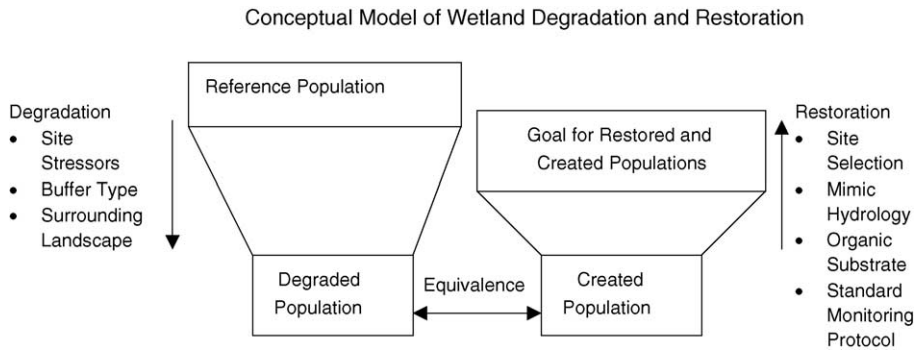 Conceptual Model of Wetland Degradation and Restoration
Reference Population
Degradation
• Site
Stressors
• Buffer Type
• Surrounding
Landscape
Goal for Restored and
Created Populations
Restoration
• Site
Selection
• Mimic
Hydrology
• Organic
Substrate
• Standard
Monitoring
Protocol
Degraded
Population
Equivalence
Created
Population